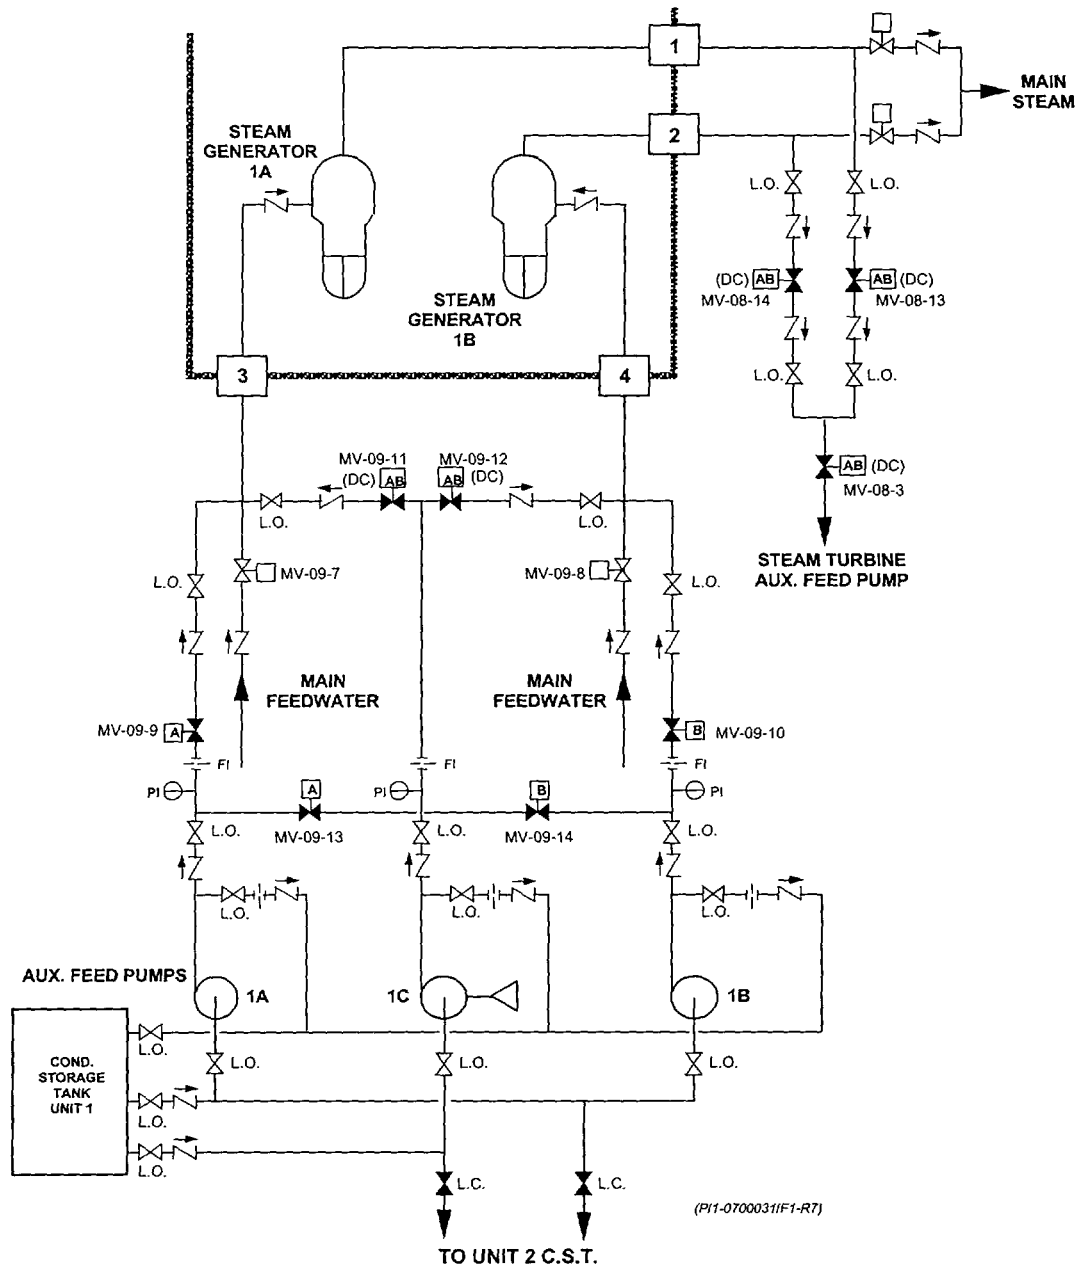 1
MAIN
STEAM
STEAM
GENERATOR
1A
2
L.O.
L.O.
(DC) AB
AB (DC)
MV-08-14
MV-08-13
STEAM
GENERATOR
1B
3
4
L.O.
L.O.
MV-09-11
(DC) AB
MV-09-12
AB (DC)
AB (DC)
MV-08-3
L.O.
L.O.
STEAM TURBINE
AUX. FEED PUMP
L.O.
MV-09-7
MV-09-8
L.O.
MAIN
FEEDWATER
MAIN
FEEDWATER
MV-09-9 A
B MV-09-10
FI
FI
FI
PI
PI
PI
A
B
L.O.
MV-09-13
L.O.
MV-09-14
L.O.
L.O.
L.O.
L.O.
AUX. FEED PUMPS
1A
1C
1B
L.O.
L.O.
L.O.
L.O.
COND.
STORAGE
TANK
UNIT 1
L.O.
L.O.
L.C.
L.C.
(P/1-0700031/F1-R7)
TO UNIT 2 C.S.T.